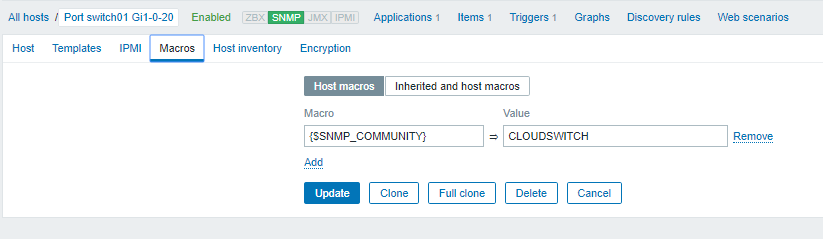 All hosts / Port switch01 Gi1-0-20 Enabled ZBX SNMP JMX IPMI Applications 1 Items 1 Triggers 1 Graphs Discovery rules Web scenarios
Host Templates IPMI Macros Host inventory Encryption
Host macros Inherited and host macros
Macro Value
{$SNMP_COMMUNITY} ⇒ CLOUDSWITCH Remove
Add
Update Clone Full clone Delete Cancel